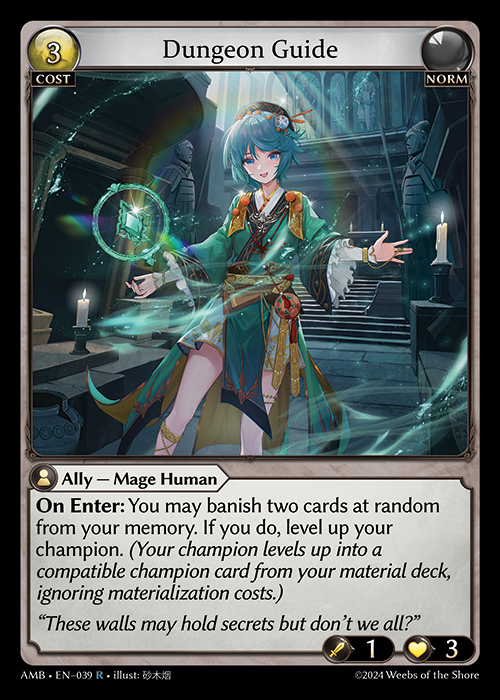 3
Dungeon Guide
COST
NORM
Ally — Mage Human
On Enter: You may banish two cards at random
from your memory. If you do, level up your
champion. (Your champion levels up into a
compatible champion card from your material deck,
ignoring materialization costs.)
“These walls may hold secrets but don’t we all?”
1
3
AMB • EN–039 R • illust: 砂木烟
©2024 Weebs of the Shore